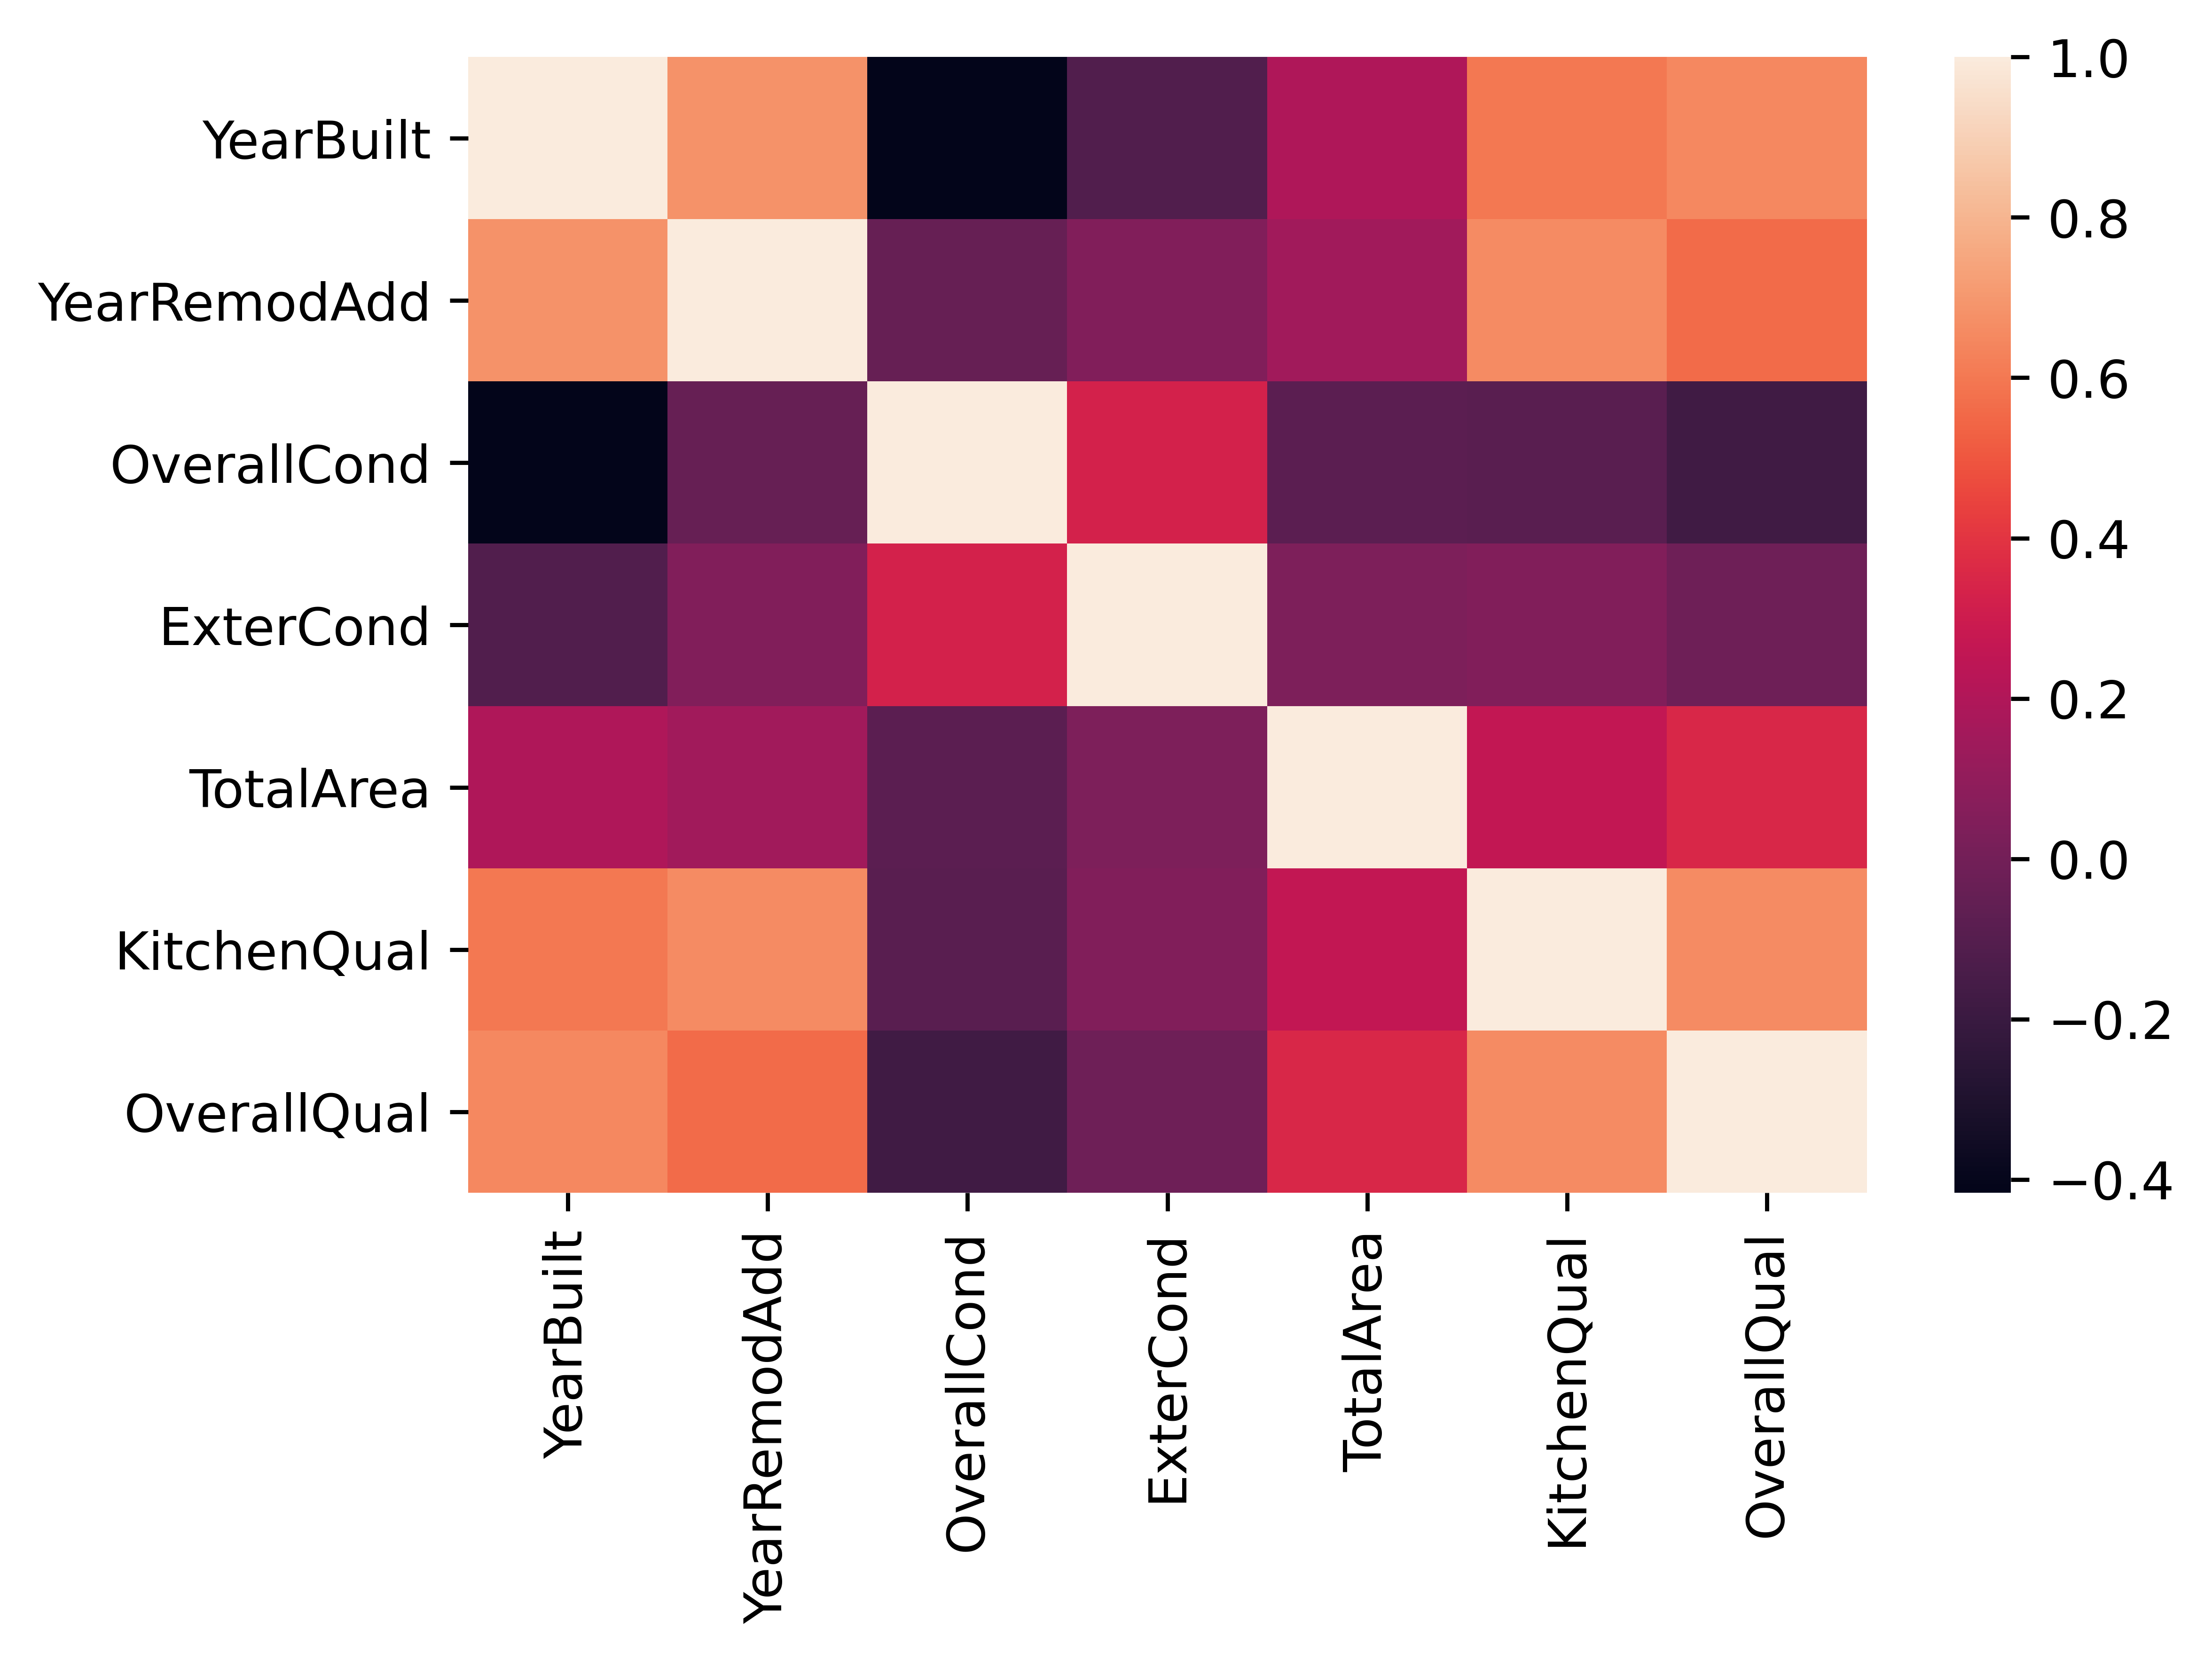 YearBuilt
YearRemodAdd
OverallCond
ExterCond
TotalArea
KitchenQual
OverallQual
YearBuilt
YearRemodAdd
OverallCond
ExterCond
TotalArea
KitchenQual
OverallQual
1.0
0.8
0.6
0.4
0.2
0.0
−0.2
−0.4